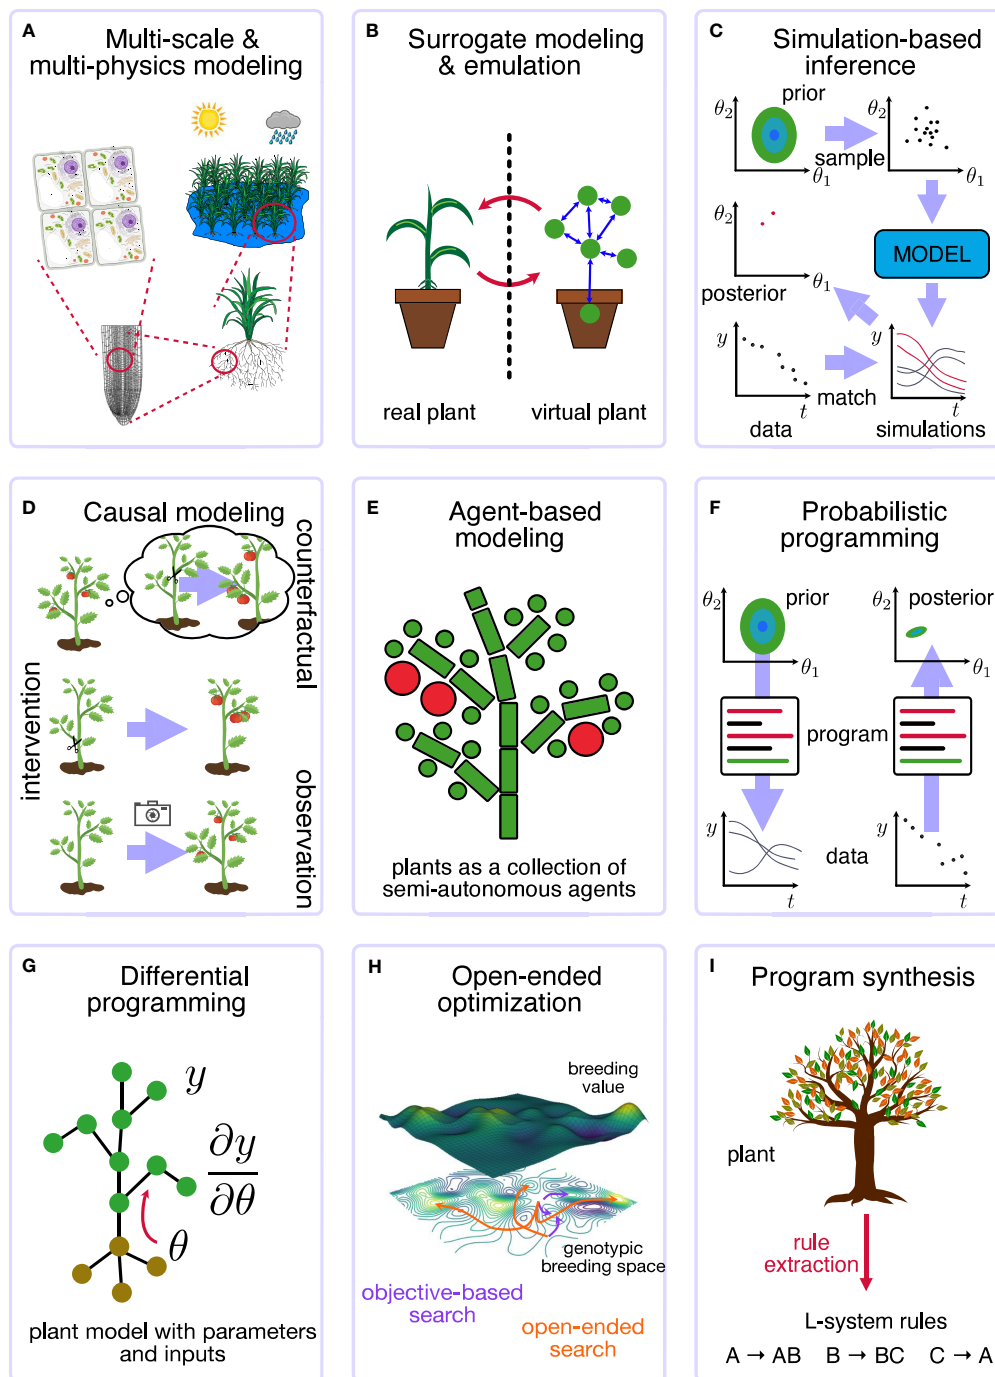 A
Multi-scale &
multi-physics modeling
B
Surrogate modeling
& emulation
real plant
virtual plant
C
Simulation-based
inference
θ2
prior
θ1
sample
θ2
θ1
θ2
θ1
posterior
MODEL
y
t
data
match
y
t
simulations
D
Causal modeling
counterfactual
intervention
observation
E
Agent-based
modeling
plants as a collection of
semi-autonomous agents
F
Probabilistic
programming
θ2
prior
θ1
θ2
posterior
θ1
program
y
t
data
y
t
G
Differential
programming
y
∂y
∂θ
θ
plant model with parameters
and inputs
H
Open-ended
optimization
breeding
value
genotypic
breeding space
objective-based
search
open-ended
search
I
Program synthesis
plant
rule
extraction
L-system rules
A → AB B → BC C → A